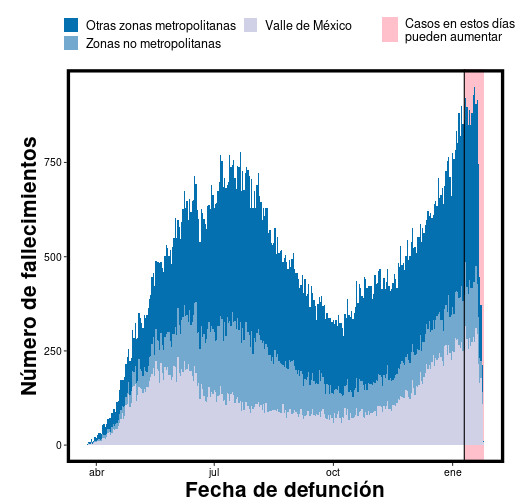 Otras zonas metropolitanas
Valle de México
Casos en estos días
pueden aumentar
Zonas no metropolitanas
Número de fallecimientos
750
500
250
0
abr
jul
oct
ene
Fecha de defunción